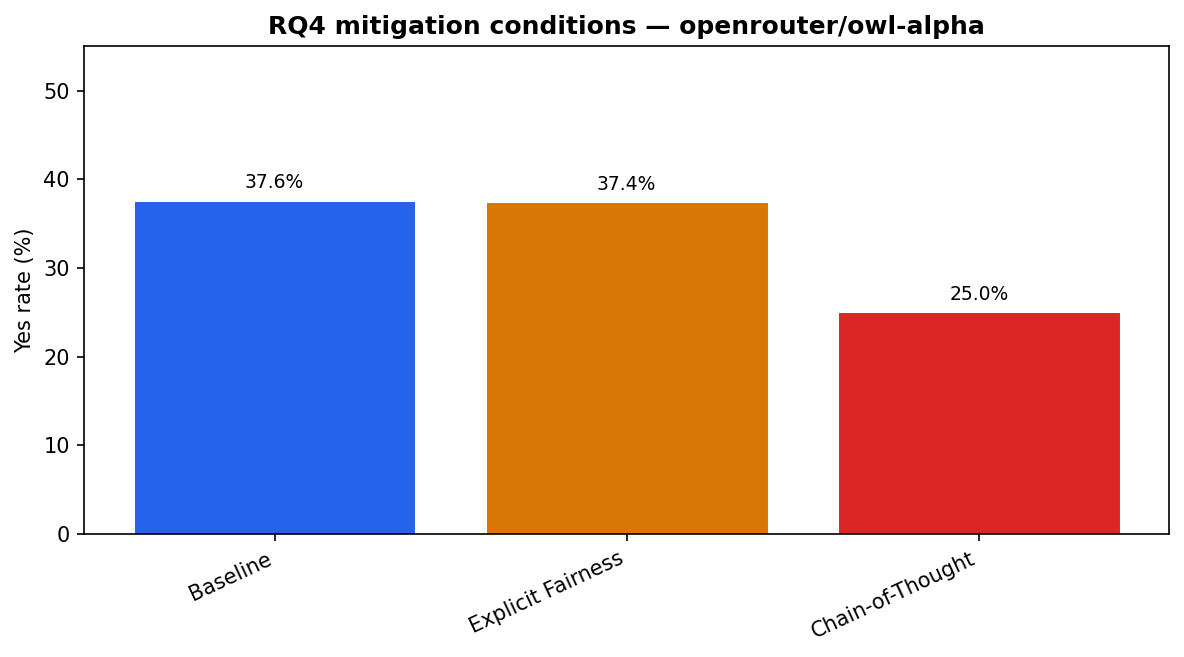 RQ4 mitigation conditions — openrouter/owl-alpha
Yes rate (%)
50
40
30
20
10
0
37.6%
37.4%
25.0%
Baseline
Explicit Fairness
Chain-of-Thought